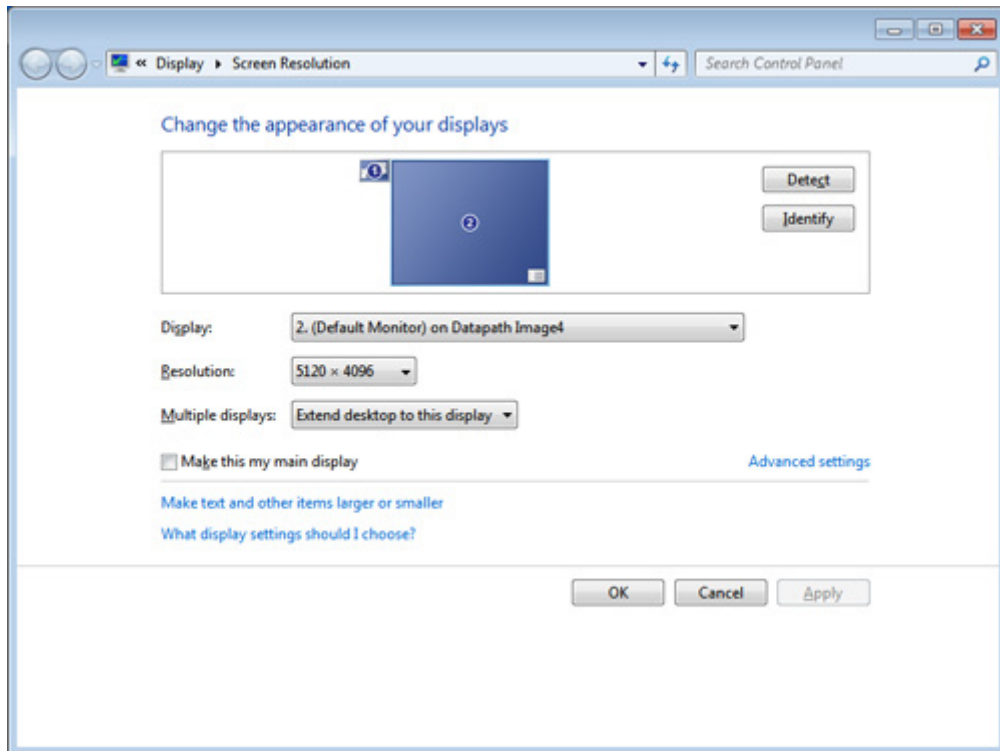 « Display ▸ Screen Resolution
Search Control Panel
Change the appearance of your displays
1
2
Detect
Identify
Display: 2. (Default Monitor) on Datapath Image4
Resolution: 5120 × 4096
Multiple displays: Extend desktop to this display
Make this my main display
Advanced settings
Make text and other items larger or smaller
What display settings should I choose?
OK Cancel Apply